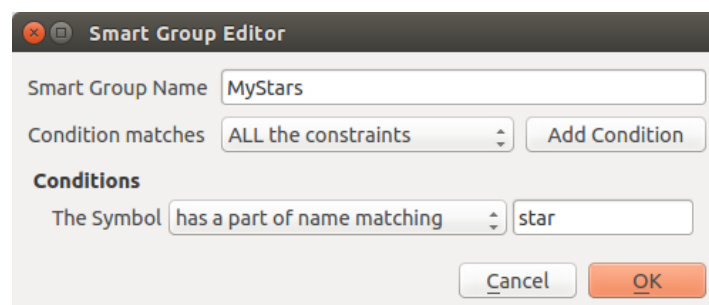 Smart Group Editor
Smart Group Name MyStars
Condition matches ALL the constraints Add Condition
Conditions
The Symbol has a part of name matching star
Cancel OK